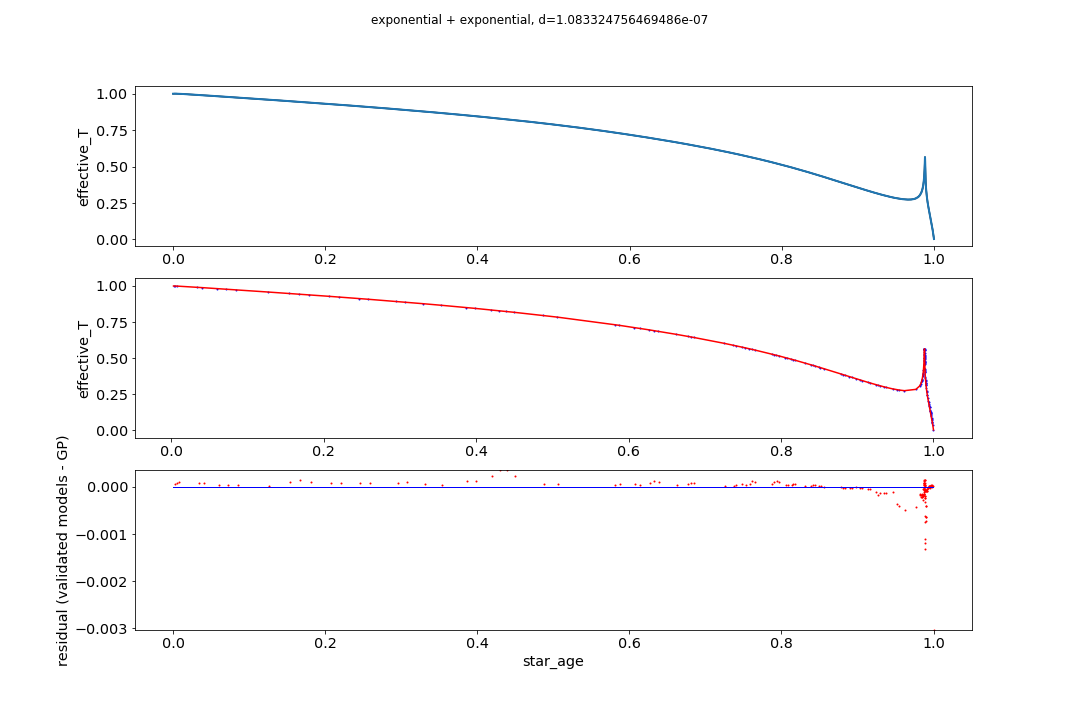 exponential + exponential, d=1.083324756469486e-07
effective_T
1.00
0.75
0.50
0.25
0.00
0.0 0.2 0.4 0.6 0.8 1.0
effective_T
1.00
0.75
0.50
0.25
0.00
0.0 0.2 0.4 0.6 0.8 1.0
residual (validated models - GP)
0.000
−0.001
−0.002
−0.003
0.0 0.2 0.4 0.6 0.8 1.0
star_age